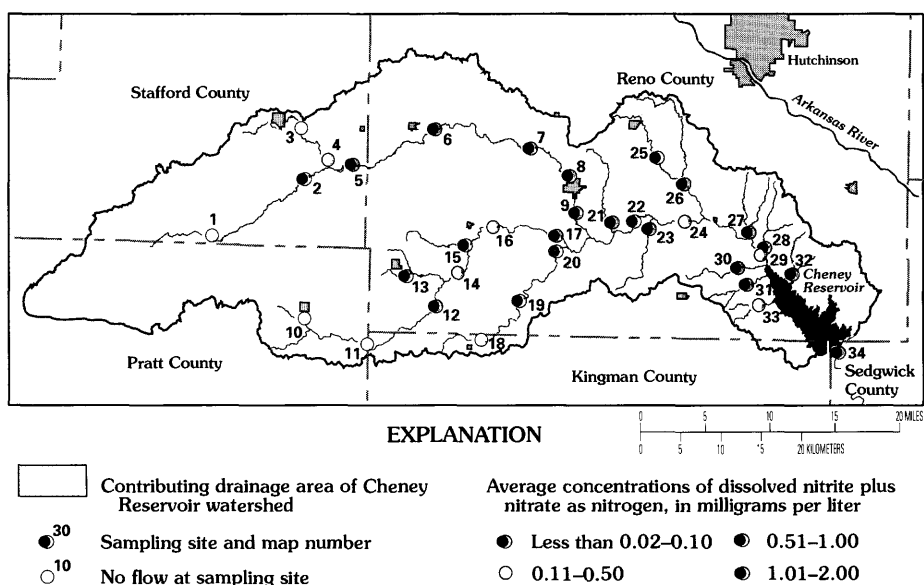 Stafford County
Reno County
Hutchinson
Arkansas River
3
4
2
5
6
7
8
9
1
25
26
21
22
23
24
27
28
29
32
16
17
20
15
14
13
12
19
30
31
33
Cheney
Reservoir
10
11
18
34
Pratt County
Kingman County
Sedgwick
County
0 5 10 15 20 MILES
0 5 10 15 20 KILOMETERS
EXPLANATION
Contributing drainage area of Cheney
Reservoir watershed
30 Sampling site and map number
10 No flow at sampling site
Average concentrations of dissolved nitrite plus
nitrate as nitrogen, in milligrams per liter
Less than 0.02–0.10
0.11–0.50
0.51–1.00
1.01–2.00